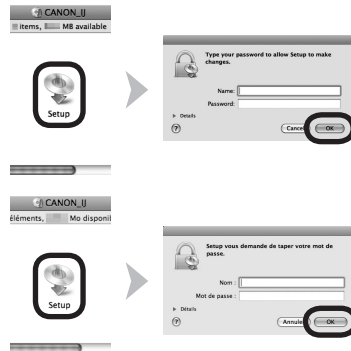 CANON_IJ
items, MB available
Setup
Type your password to allow Setup to make
changes.
Name:
Password:
Details
?
Cancel
OK
CANON_IJ
éléments, Mo disponi
Setup
Setup vous demande de taper votre mot de
passe.
Nom :
Mot de passe :
Détails
?
Annuler
OK